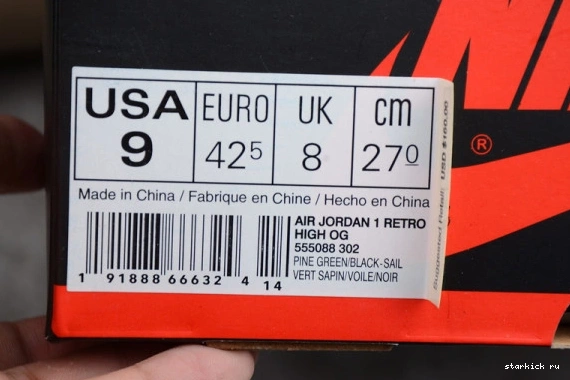 NI
®
USA EURO UK cm
9 42 5 8 27 0
Suggested Retail: USD $160.00
Made in China / Fabrique en Chine / Hecho en China
AIR JORDAN 1 RETRO
HIGH OG
555088 302
PINE GREEN/BLACK-SAIL
VERT SAPIN/VOILE/NOIR
1 91888 66632 4 14
starkick ru